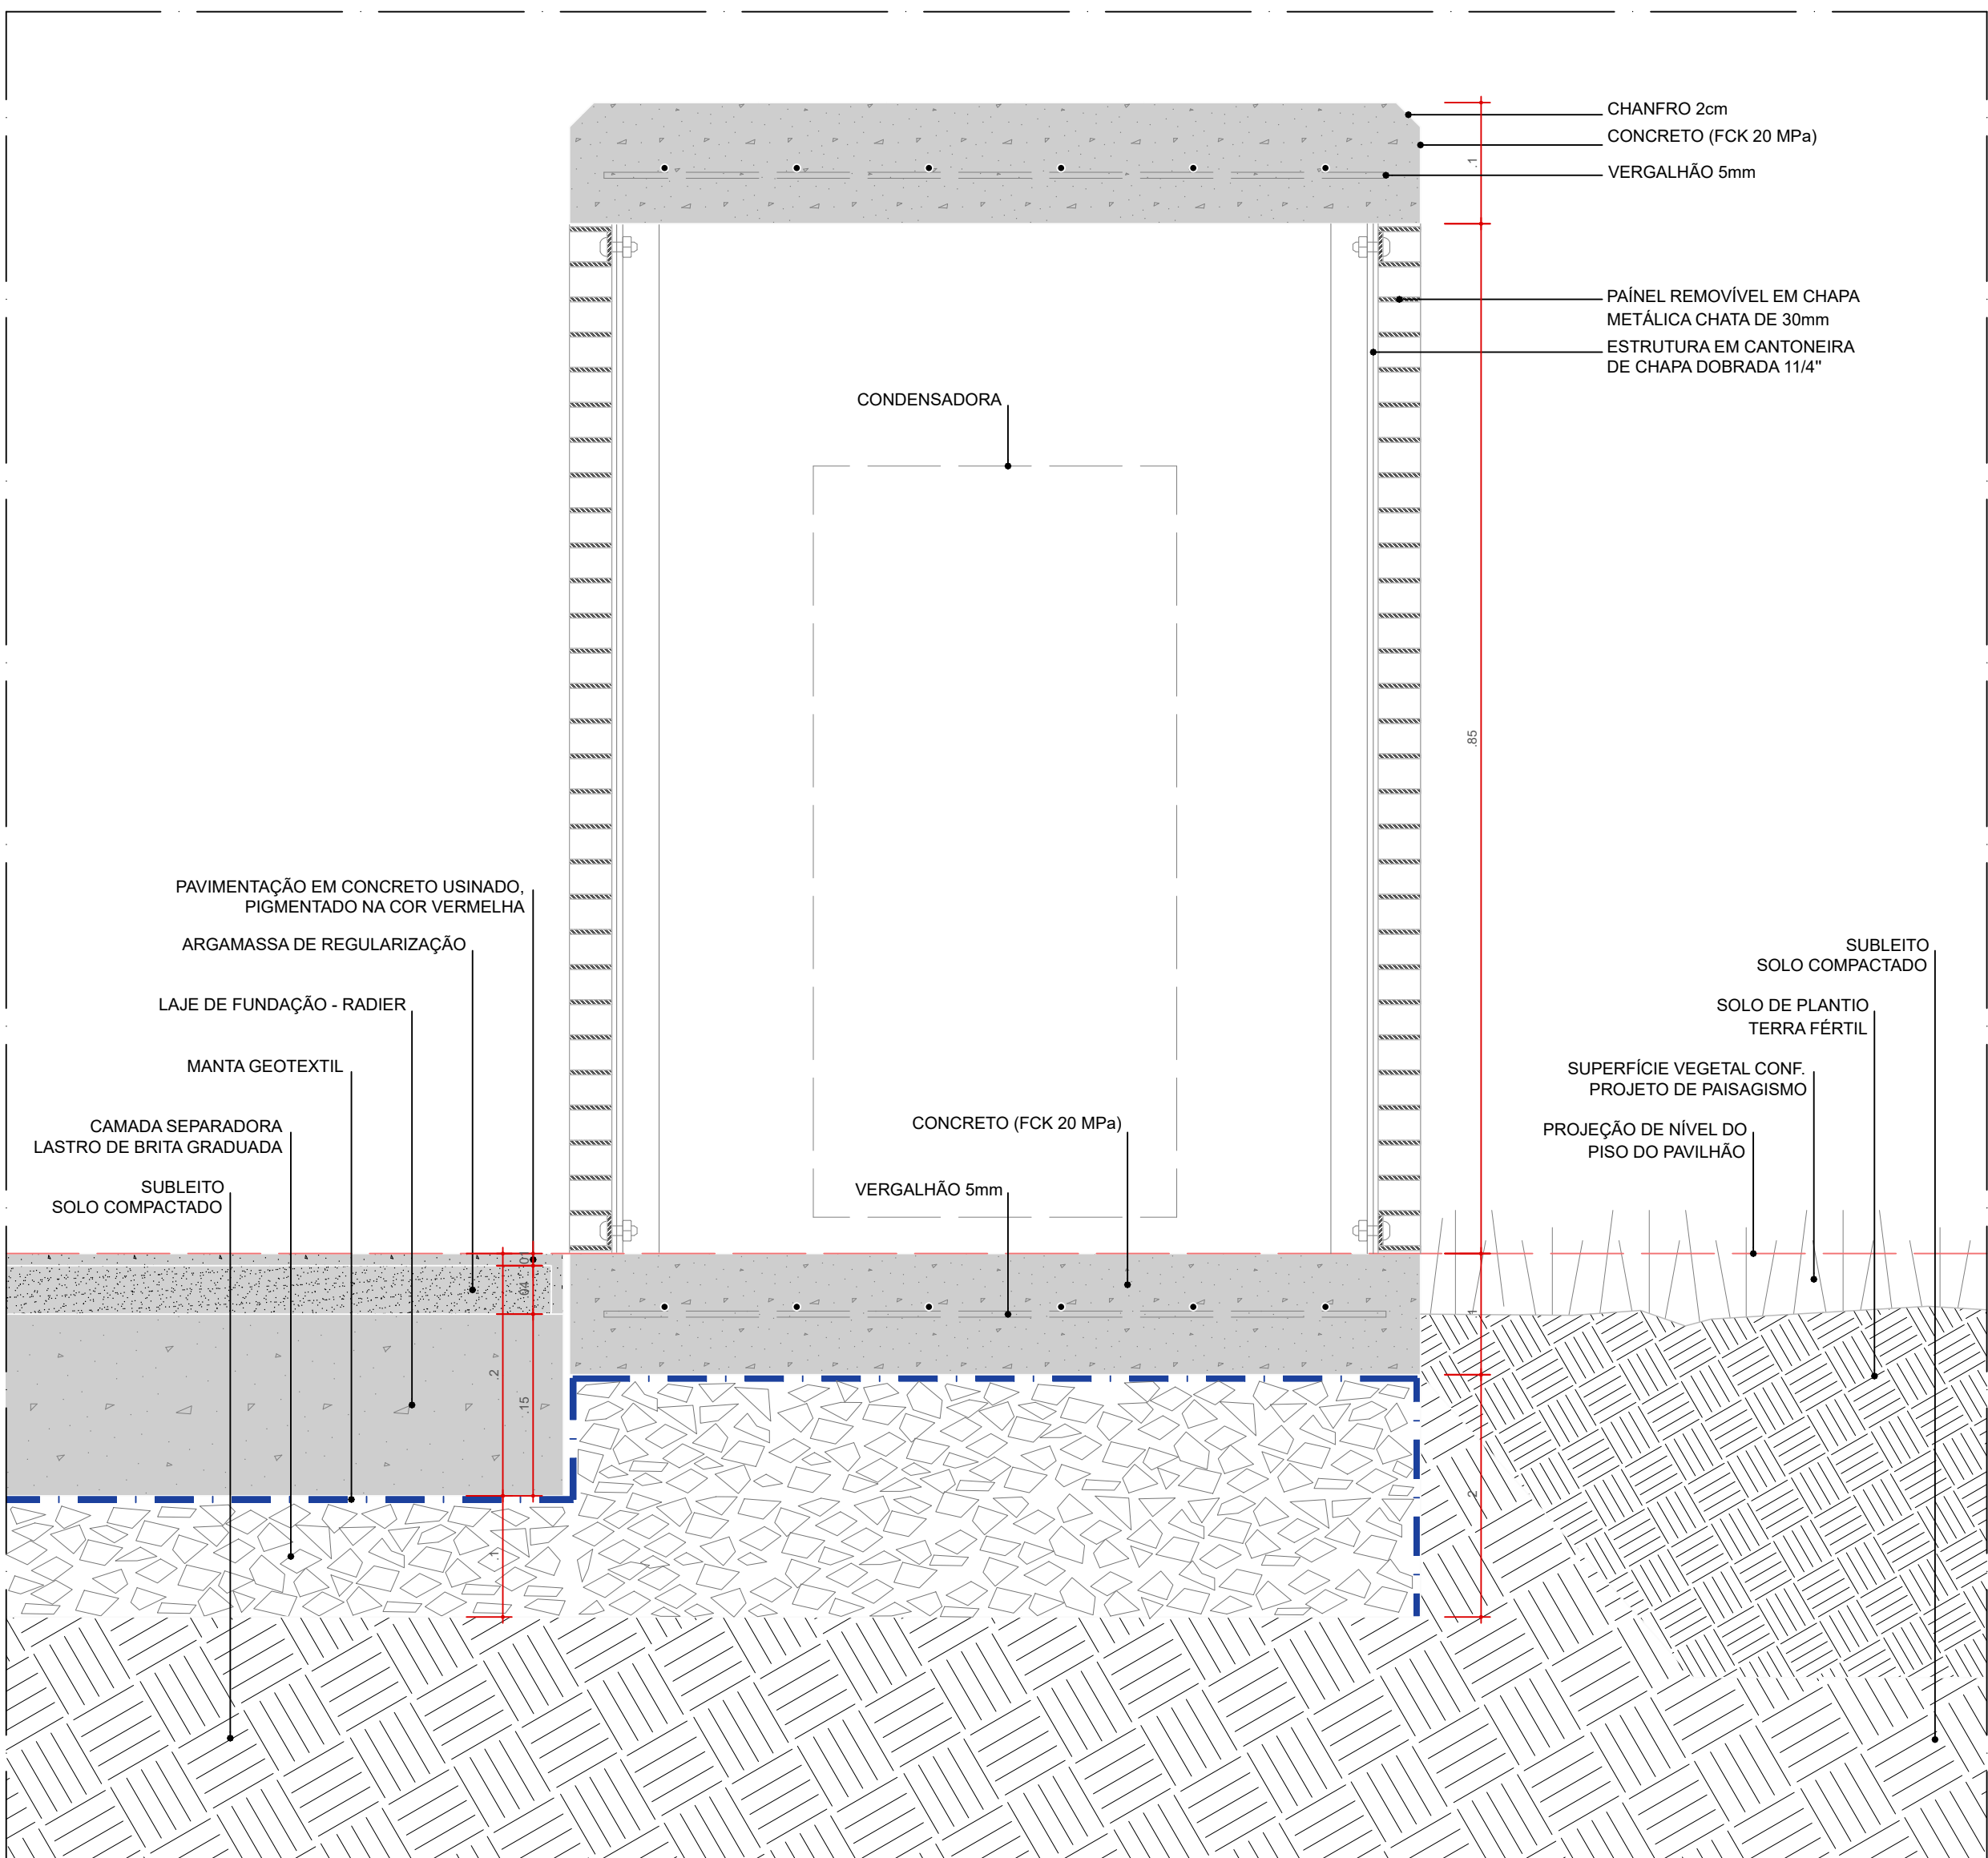 CHANFRO 2cm
CONCRETO (FCK 20 MPa)
VERGALHÃO 5mm
.1
PAÍNEL REMOVÍVEL EM CHAPA
METÁLICA CHATA DE 30mm
ESTRUTURA EM CANTONEIRA
DE CHAPA DOBRADA 11/4"
.85
CONDENSADORA
PAVIMENTAÇÃO EM CONCRETO USINADO,
PIGMENTADO NA COR VERMELHA
ARGAMASSA DE REGULARIZAÇÃO
LAJE DE FUNDAÇÃO - RADIER
MANTA GEOTEXTIL
CAMADA SEPARADORA
LASTRO DE BRITA GRADUADA
SUBLEITO
SOLO COMPACTADO
CONCRETO (FCK 20 MPa)
VERGALHÃO 5mm
SUBLEITO
SOLO COMPACTADO
SOLO DE PLANTIO
TERRA FÉRTIL
SUPERFÍCIE VEGETAL CONF.
PROJETO DE PAISAGISMO
PROJEÇÃO DE NÍVEL DO
PISO DO PAVILHÃO
.01
.04
.2
.15
.1
.1
.2